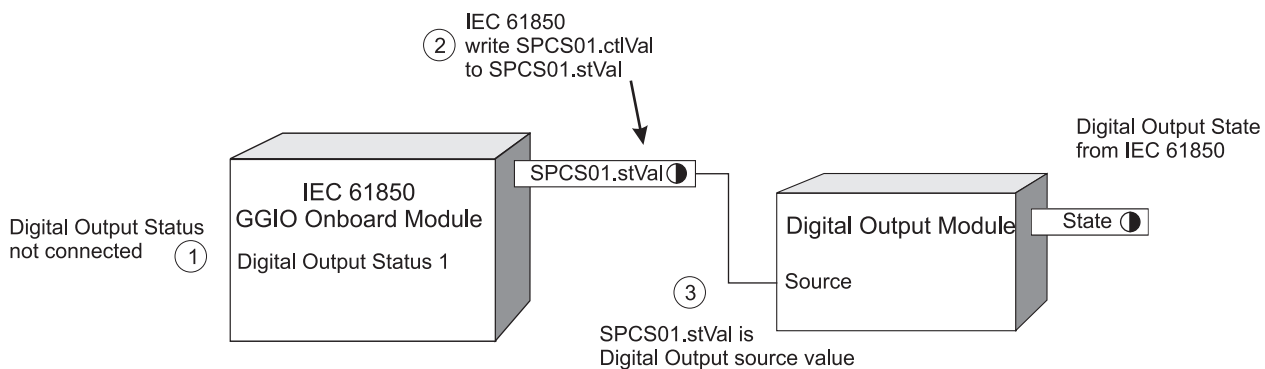 IEC 61850
2 write SPCS01.ctlVal
to SPCS01.stVal
Digital Output State
from IEC 61850
SPCS01.stVal
IEC 61850
GGIO Onboard Module
Digital Output Status 1
Digital Output Status
not connected 1
Digital Output Module
State
Source
3
SPCS01.stVal is
Digital Output source value